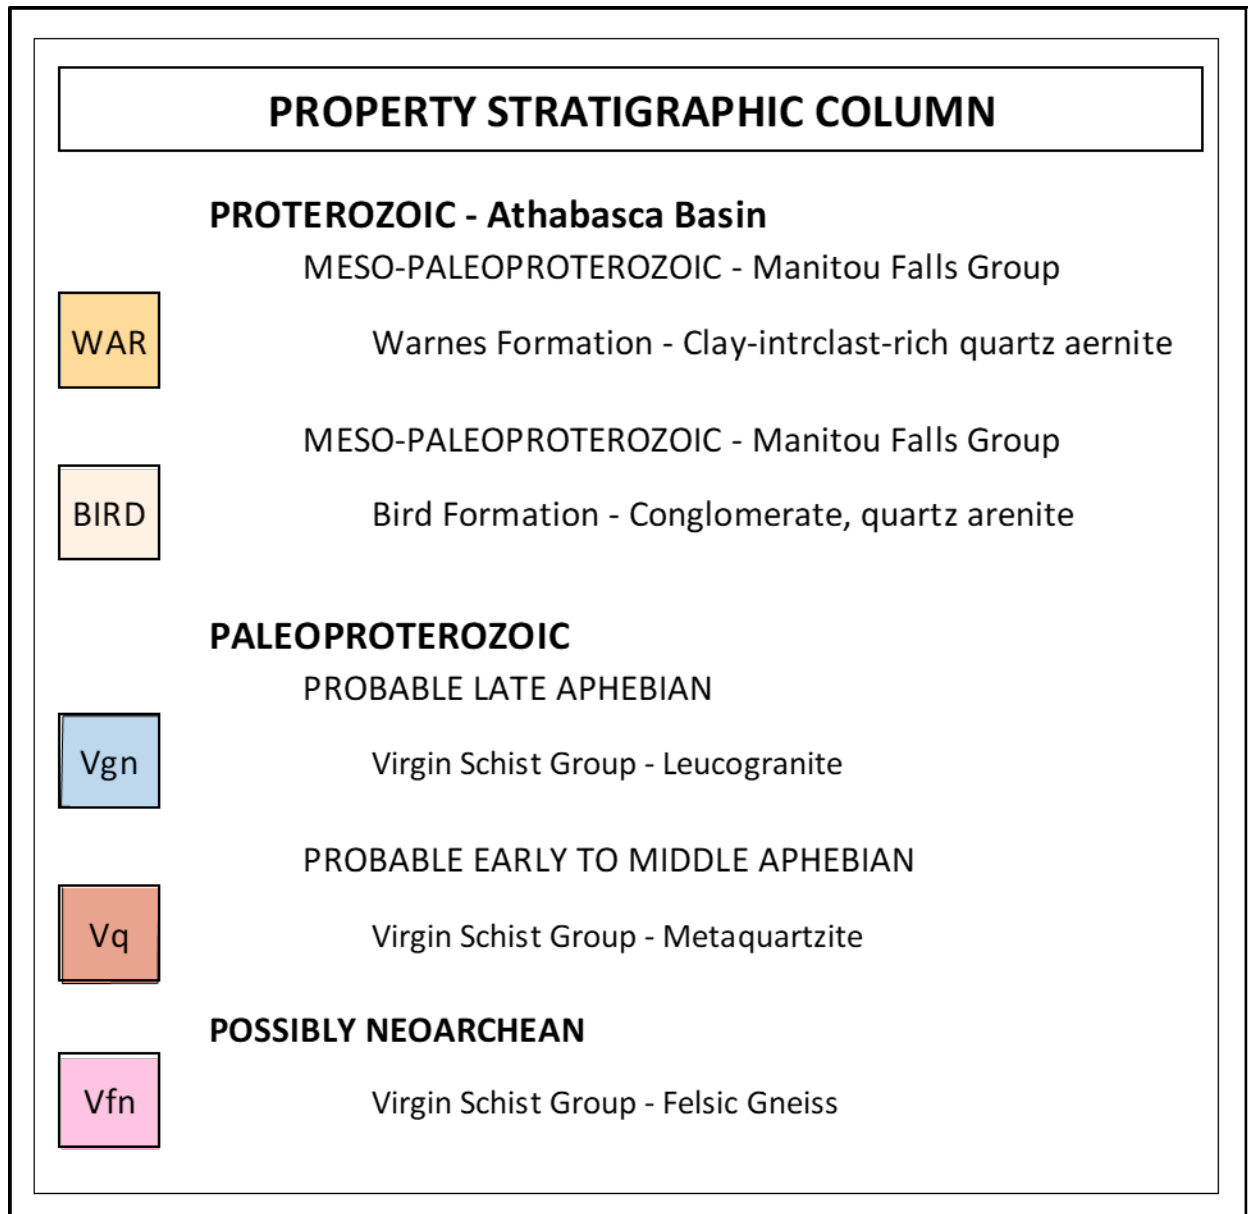 PROPERTY STRATIGRAPHIC COLUMN
PROTEROZOIC - Athabasca Basin
MESO-PALEOPROTEROZOIC - Manitou Falls Group
WAR Warnes Formation - Clay-intrclast-rich quartz aernite
MESO-PALEOPROTEROZOIC - Manitou Falls Group
BIRD Bird Formation - Conglomerate, quartz arenite
PALEOPROTEROZOIC
PROBABLE LATE APHEBIAN
Vgn Virgin Schist Group - Leucogranite
PROBABLE EARLY TO MIDDLE APHEBIAN
Vq Virgin Schist Group - Metaquartzite
POSSIBLY NEOARCHEAN
Vfn Virgin Schist Group - Felsic Gneiss